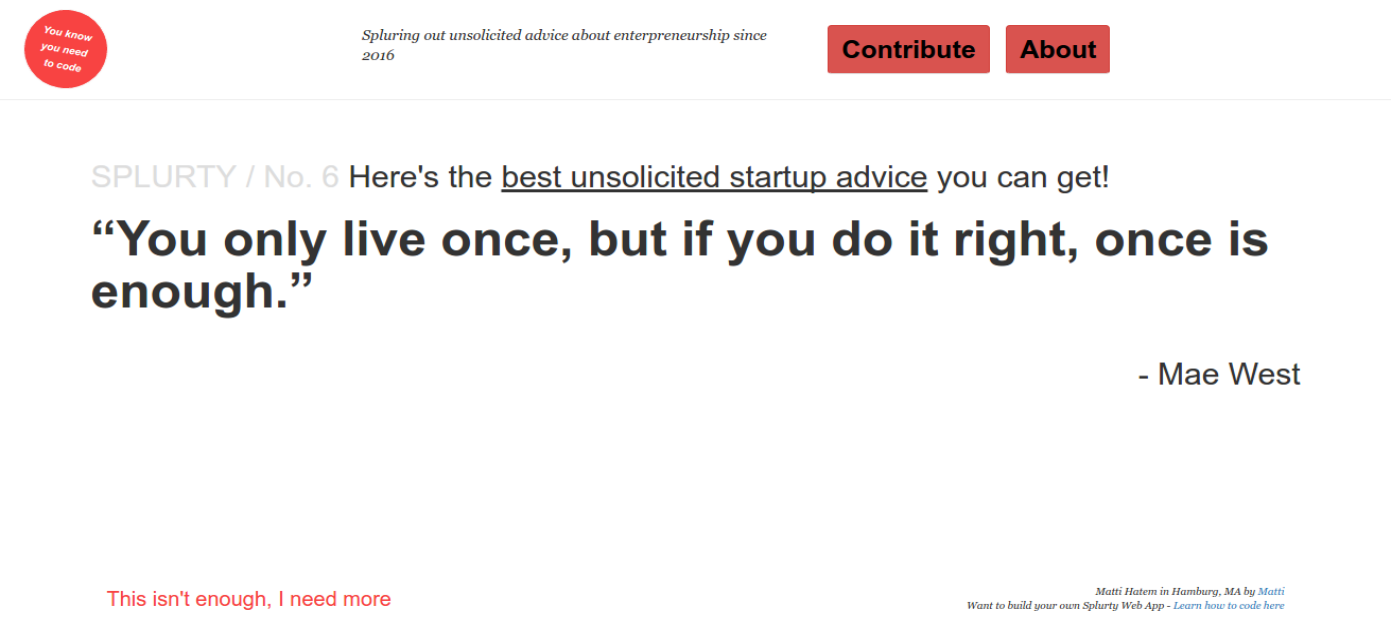 You know
you need
to code
Spluring out unsolicited advice about enterpreneurship since
2016
Contribute
About
SPLURTY / No. 6 Here's the best unsolicited startup advice you can get!
“You only live once, but if you do it right, once is
enough.”
- Mae West
This isn't enough, I need more
Matti Hatem in Hamburg, MA by Matti
Want to build your own Splurty Web App - Learn how to code here